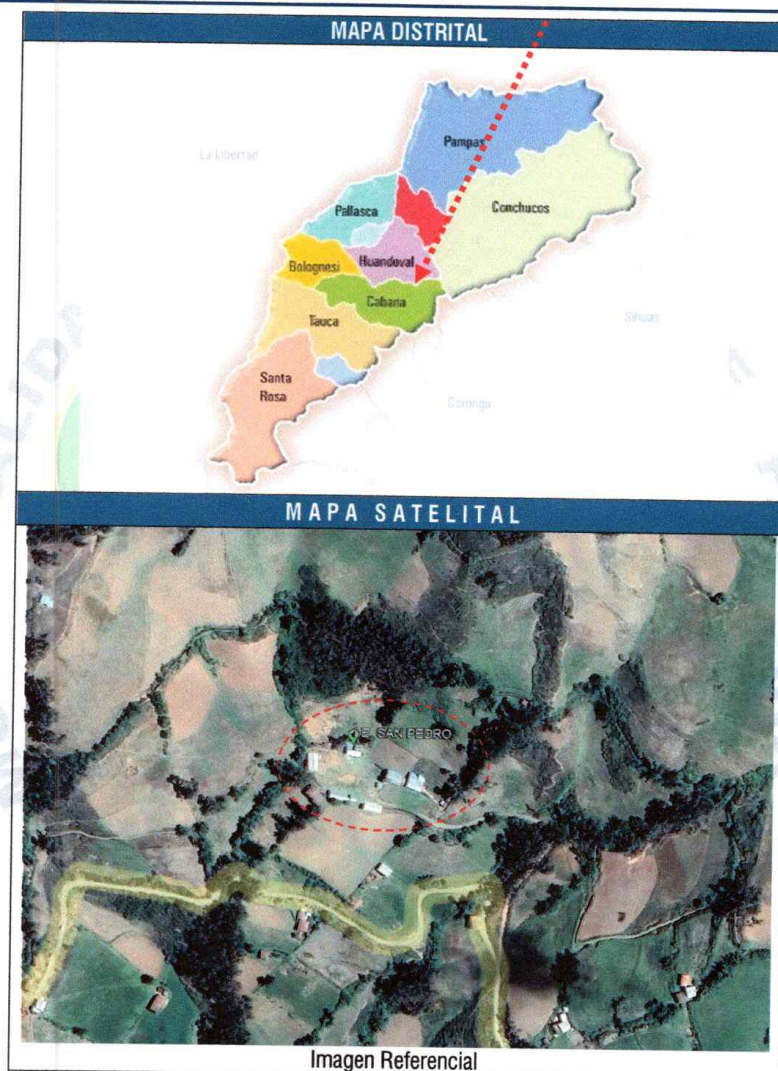 MAPA DISTRITAL
La Libertad
Pampas
Pallasca
Conchucos
Huandoval
Bolognesi
Cabana
Tauca
Sihuas
Santa
Rosa
Corongo
MAPA SATELITAL
SAN PEDRO
Imagen Referencial